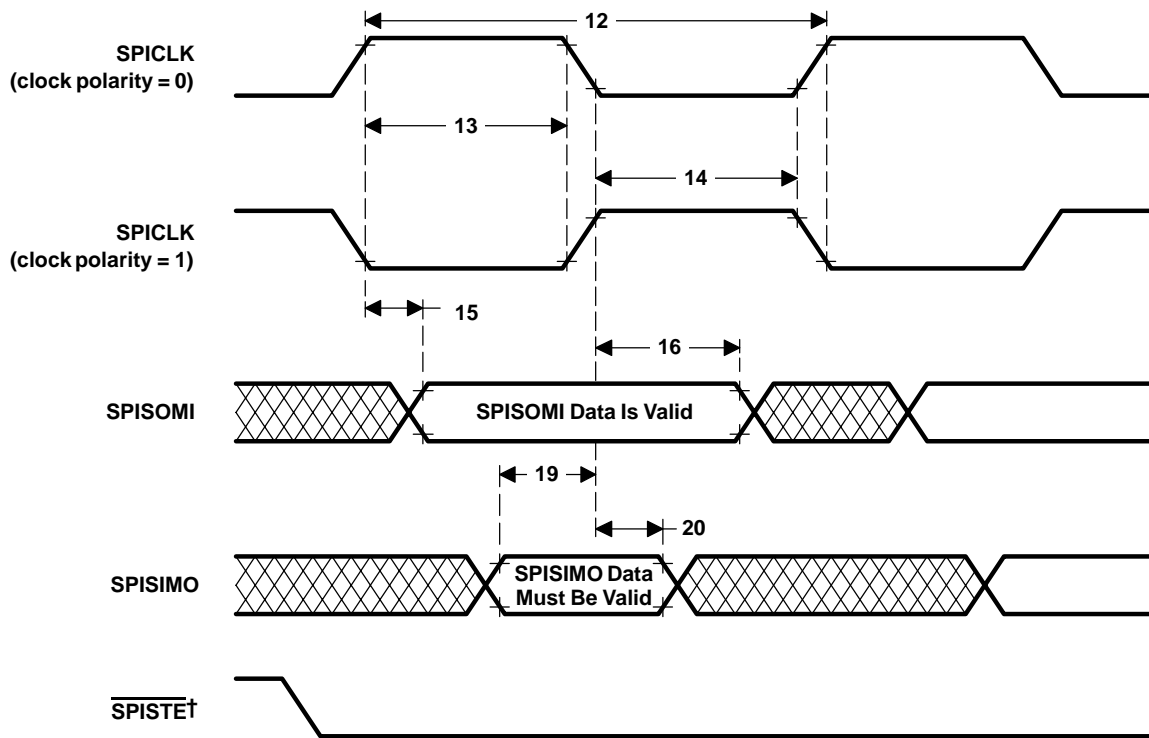 12
SPICLK
(clock polarity = 0)
13
14
SPICLK
(clock polarity = 1)
15
16
SPISOMI
SPISOMI Data Is Valid
19
20
SPISIMO
SPISIMO Data
Must Be Valid
SPISTE†